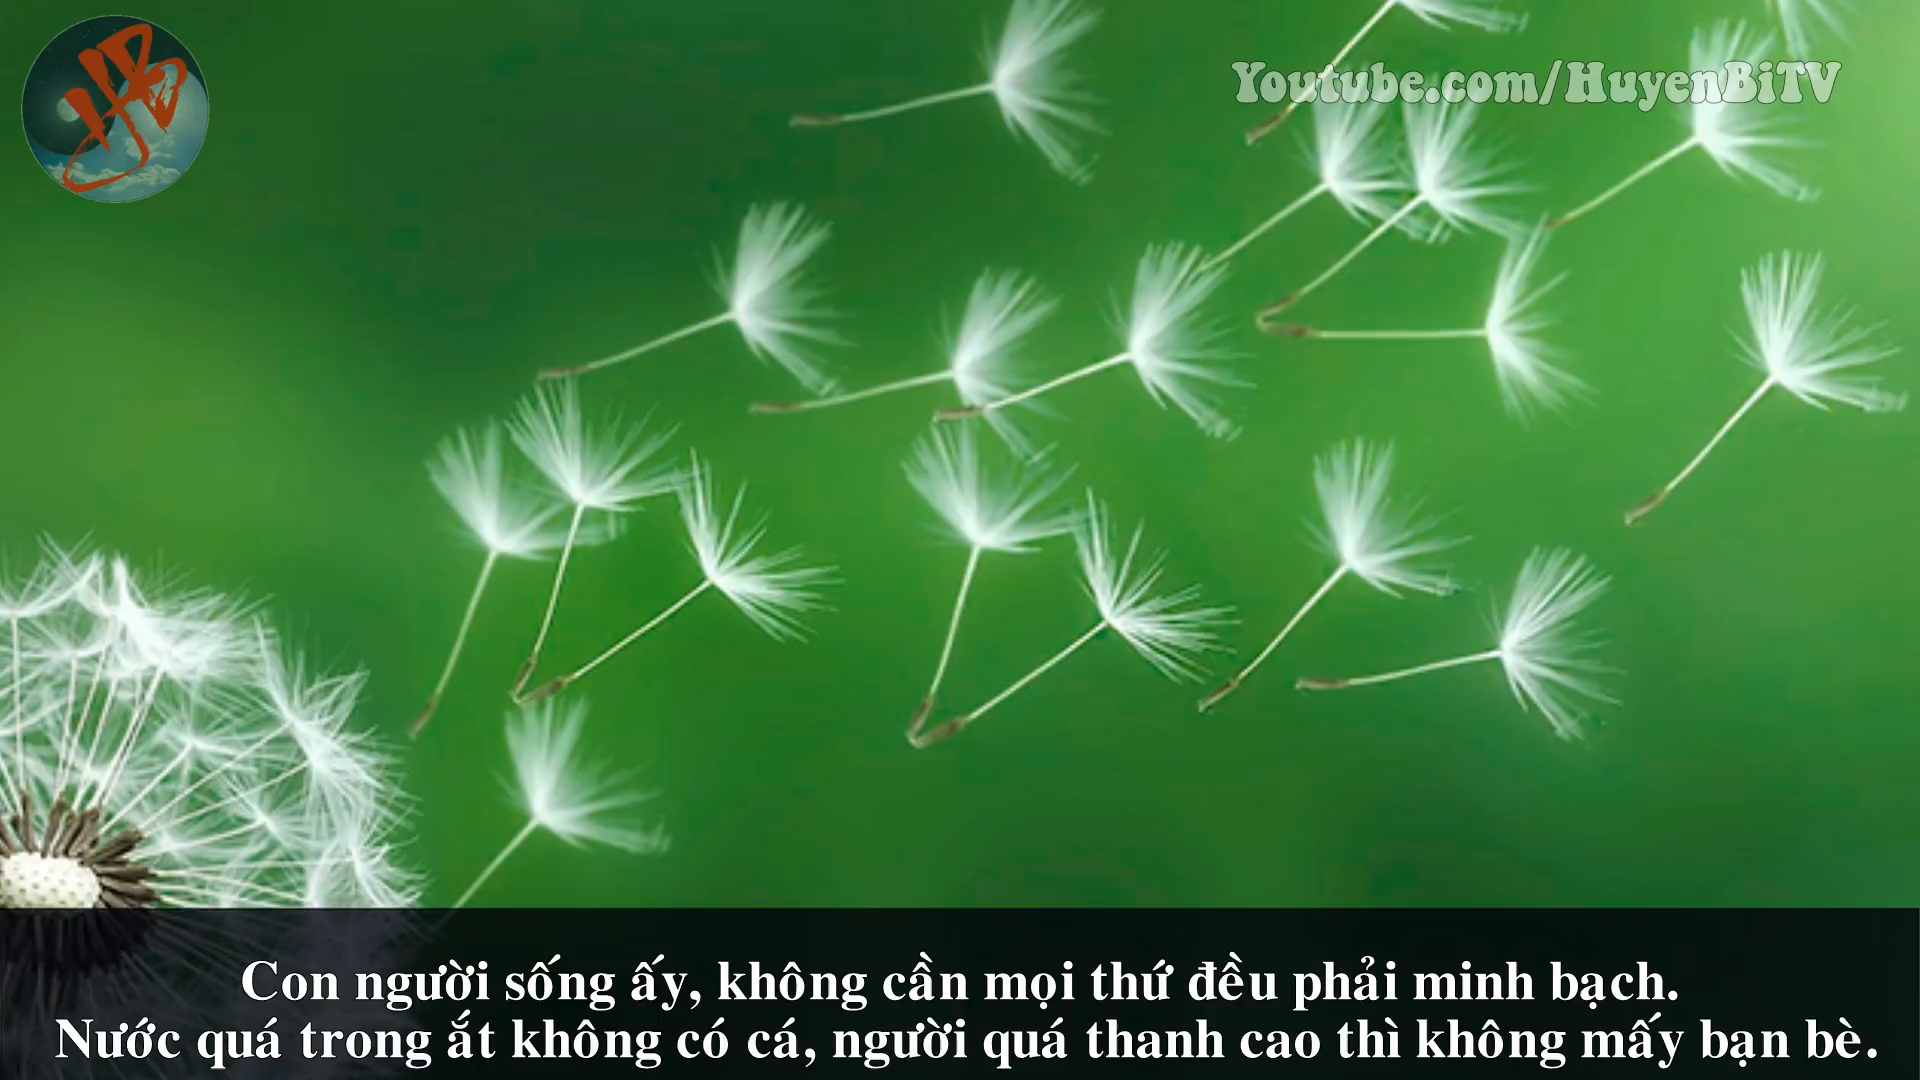 Youtube.com/HuyenBiTV
Con người sống ấy, không cần mọi thứ đều phải minh bạch.
Nước quá trong ắt không có cá, người quá thanh cao thì không mấy bạn bè.